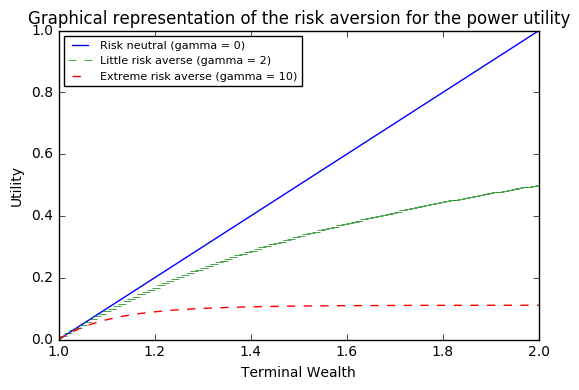 Graphical representation of the risk aversion for the power utility
Risk neutral (gamma = 0)
Little risk averse (gamma = 2)
Extreme risk averse (gamma = 10)
Utility
1.0
0.8
0.6
0.4
0.2
0.0
1.0 1.2 1.4 1.6 1.8 2.0
Terminal Wealth